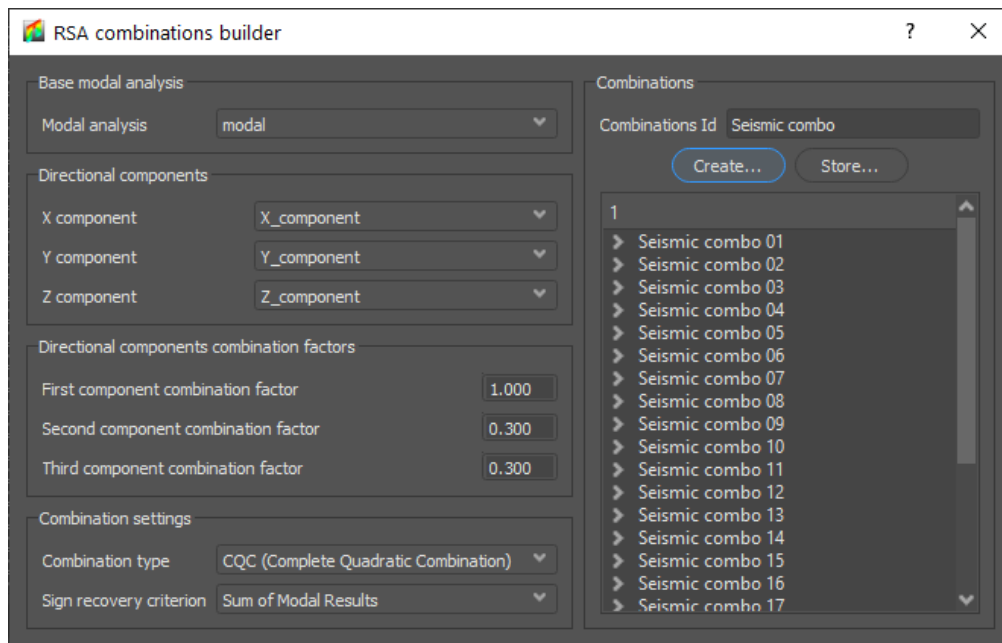 RSA combinations builder
?
Base modal analysis
Modal analysis modal
Directional components
X component X_component
Y component Y_component
Z component Z_component
Directional components combination factors
First component combination factor 1.000
Second component combination factor 0.300
Third component combination factor 0.300
Combination settings
Combination type CQC (Complete Quadratic Combination)
Sign recovery criterion Sum of Modal Results
Combinations
Combinations Id Seismic combo
Create... Store...
1
Seismic combo 01
Seismic combo 02
Seismic combo 03
Seismic combo 04
Seismic combo 05
Seismic combo 06
Seismic combo 07
Seismic combo 08
Seismic combo 09
Seismic combo 10
Seismic combo 11
Seismic combo 12
Seismic combo 13
Seismic combo 14
Seismic combo 15
Seismic combo 16
Seismic combo 17